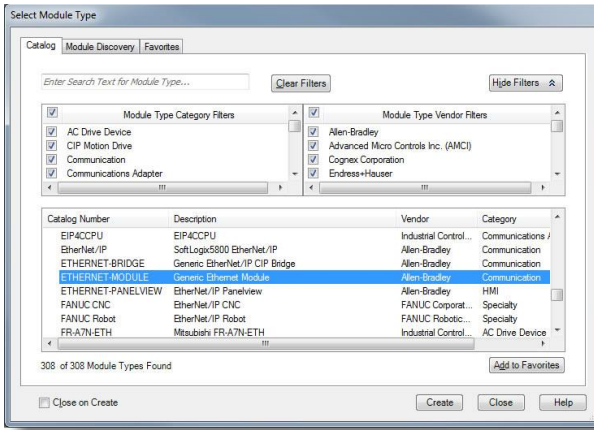 Select Module Type
Catalog Module Discovery Favorites
Enter Search Text for Module Type... Clear Filters Hide Filters
Module Type Category Filters Module Type Vendor Filters
AC Drive Device Allen-Bradley
CIP Motion Drive Advanced Micro Controls Inc. (AMCI)
Communication Cognex Corporation
Communications Adapter Endress+Hauser
Catalog Number Description Vendor Category
EIP4CCPU EIP4CCPU Industrial Control... Communications A
EtherNet/IP SoftLogix5800 EtherNet/IP Allen-Bradley Communication
ETHERNET-BRIDGE Generic EtherNet/IP CIP Bridge Allen-Bradley Communication
ETHERNET-MODULE Generic Ethernet Module Allen-Bradley Communication
ETHERNET-PANELVIEW EtherNet/IP Panelview Allen-Bradley HMI
FANUC CNC EtherNet/IP CNC FANUC Corporat... Specialty
FANUC Robot EtherNet/IP Robot FANUC Robotic... Specialty
FR-A7N-ETH Mitsubishi FR-A7N-ETH Industrial Control... AC Drive Device
308 of 308 Module Types Found Add to Favorites
Close on Create Create Close Help